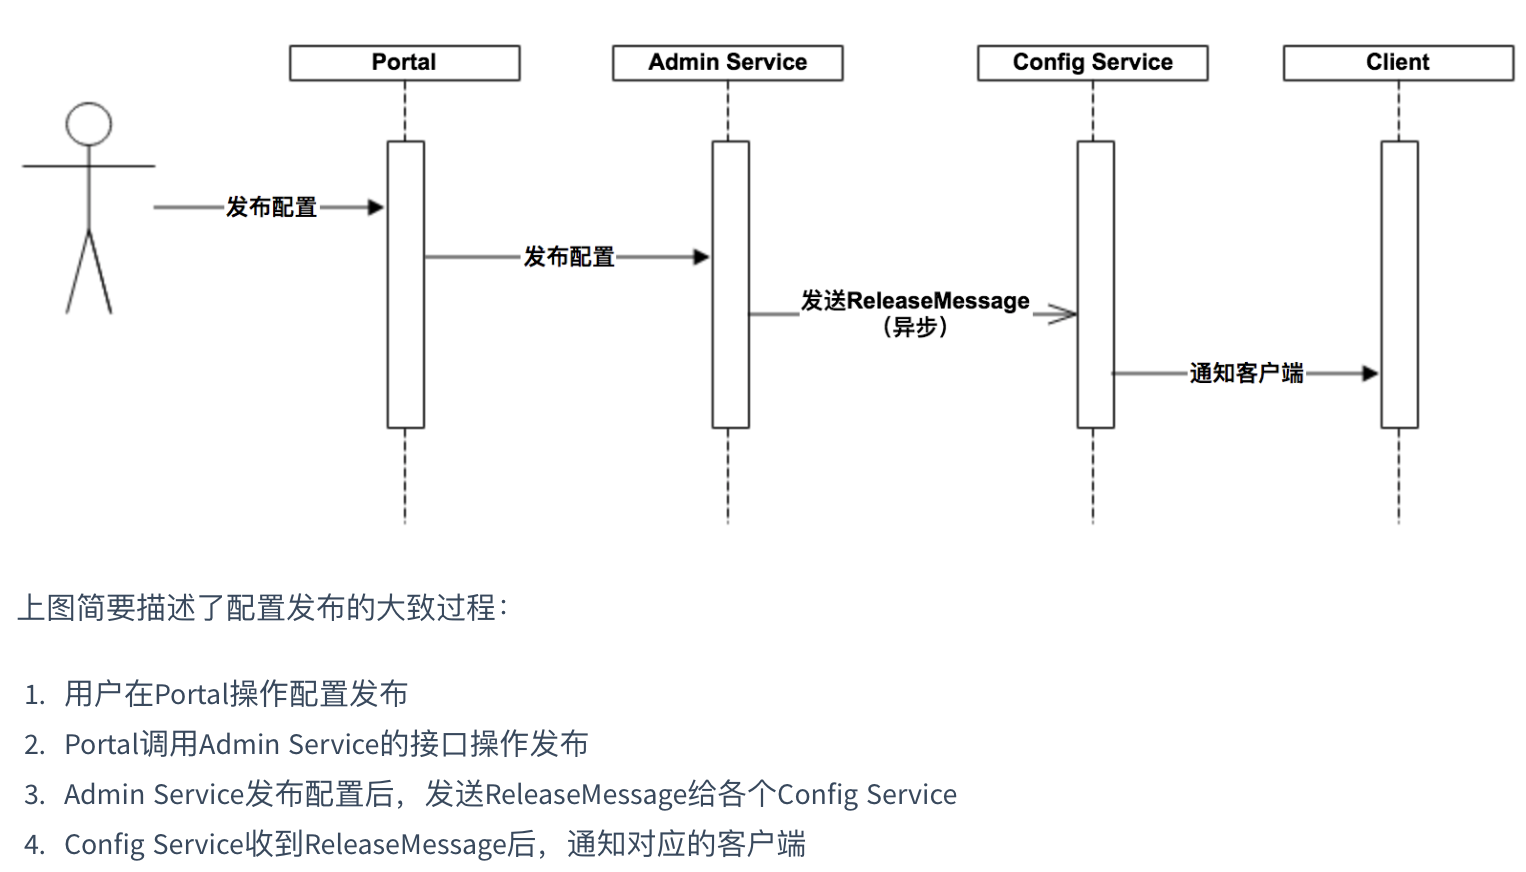 Portal
Admin Service
Config Service
Client
发布配置
发布配置
发送ReleaseMessage
（异步）
通知客户端
上图简要描述了配置发布的大致过程：
1. 用户在Portal操作配置发布
2. Portal调用Admin Service的接口操作发布
3. Admin Service发布配置后，发送ReleaseMessage给各个Config Service
4. Config Service收到ReleaseMessage后，通知对应的客户端